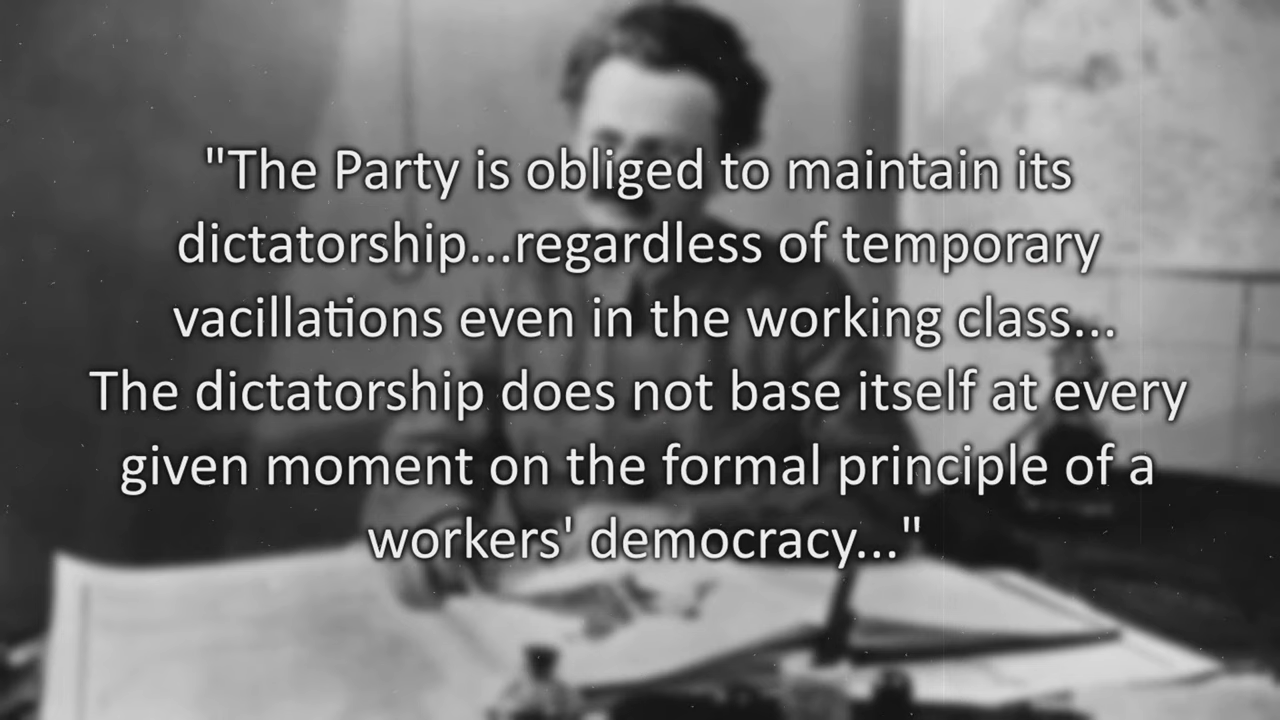 "The Party is obliged to maintain its
dictatorship...regardless of temporary
vacillations even in the working class...
The dictatorship does not base itself at every
given moment on the formal principle of a
workers' democracy..."